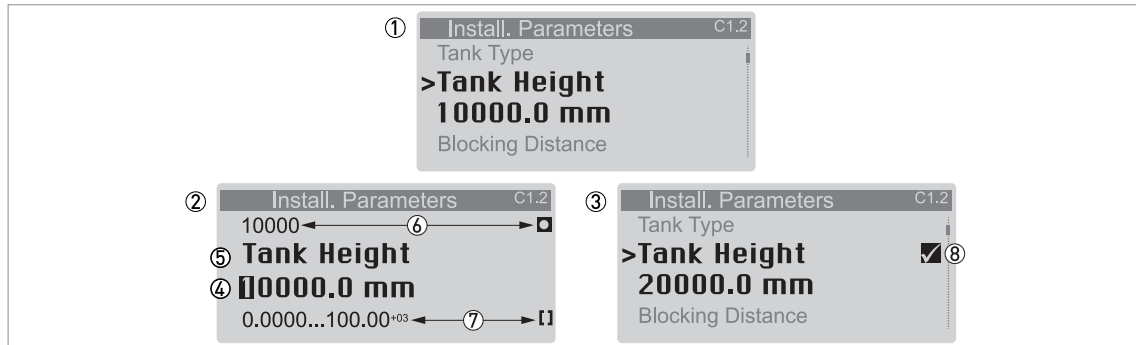 ① Install. Parameters C1.2
Tank Type
>Tank Height
10000.0 mm
Blocking Distance
② Install. Parameters C1.2
10000 ⑥
⑤ Tank Height
④ 10000.0 mm
0.0000...100.00⁺⁰³ ⑦ []
③ Install. Parameters C1.2
Tank Type
>Tank Height ✓ ⑧
20000.0 mm
Blocking Distance